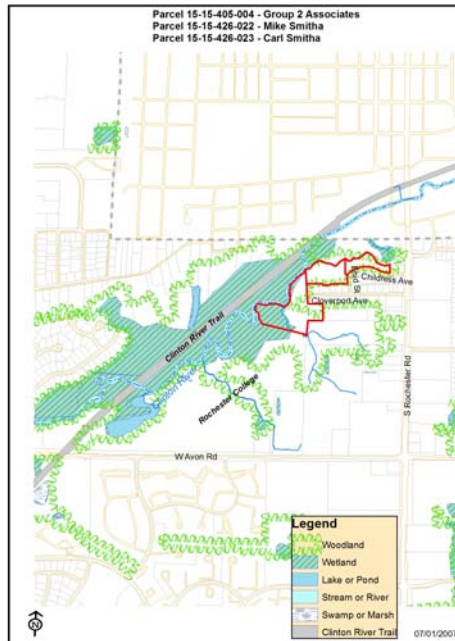 Parcel 15-15-405-004 - Group 2 Associates
Parcel 15-15-426-022 - Mike Smitha
Parcel 15-15-426-023 - Carl Smitha
Childress Ave
Cloverport Ave
Clinton River Trail
Clinton River
Rochester College
S Rochester Rd
W Avon Rd
Legend
Woodland
Wetland
Lake or Pond
Stream or River
Swamp or Marsh
Clinton River Trail
N
07/01/2007